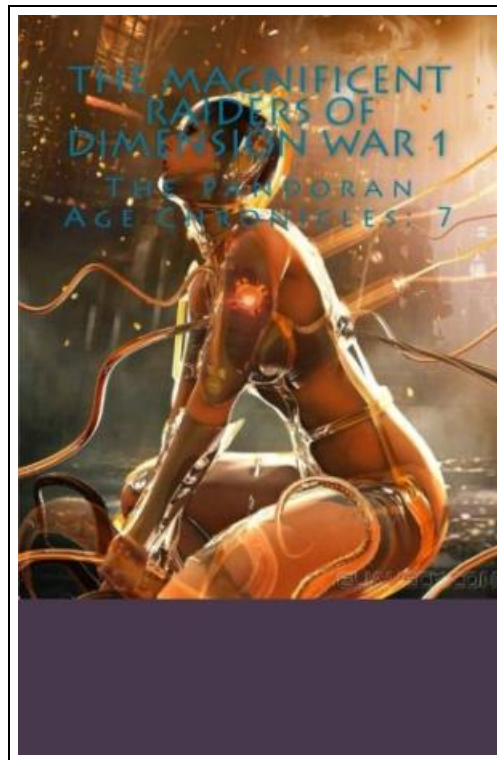 THE MAGNIFICENT
RAIDERS OF
DIMENSION WAR 1
THE PANDORAN
AGE CHRONICLES: 7